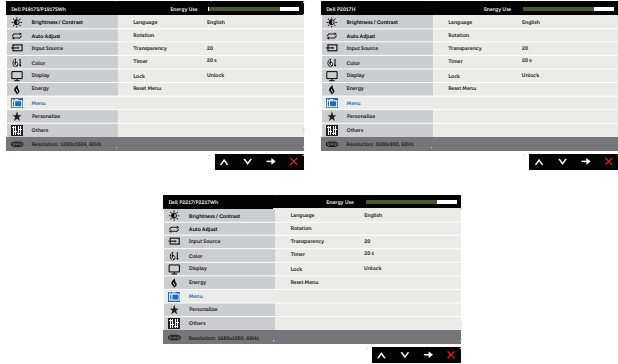 Dell P1917S/P1917SWh Energy Use
Brightness / Contrast Language English
Auto Adjust Rotation
Input Source Transparency 20
Color Timer 20 s
Display Lock Unlock
Energy Reset Menu
Menu
Personalize
Others
Resolution: 1280x1024, 60Hz
Dell P2017H Energy Use
Brightness / Contrast Language English
Auto Adjust Rotation
Input Source Transparency 20
Color Timer 20 s
Display Lock Unlock
Energy Reset Menu
Menu
Personalize
Others
Resolution: 1600x900, 60Hz
Dell P2217/P2217Wh Energy Use
Brightness / Contrast Language English
Auto Adjust Rotation
Input Source Transparency 20
Color Timer 20 s
Display Lock Unlock
Energy Reset Menu
Menu
Personalize
Others
Resolution: 1680x1050, 60Hz